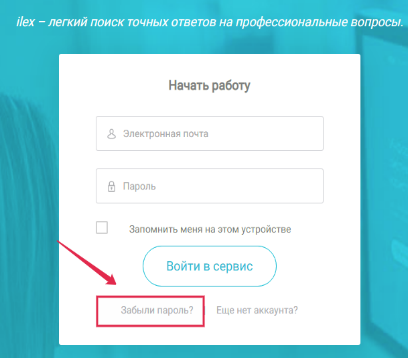 ilex – легкий поиск точных ответов на профессиональные вопросы.
Начать работу
Электронная почта
Пароль
Запомнить меня на этом устройстве
Войти в сервис
Забыли пароль? Еще нет аккаунта?